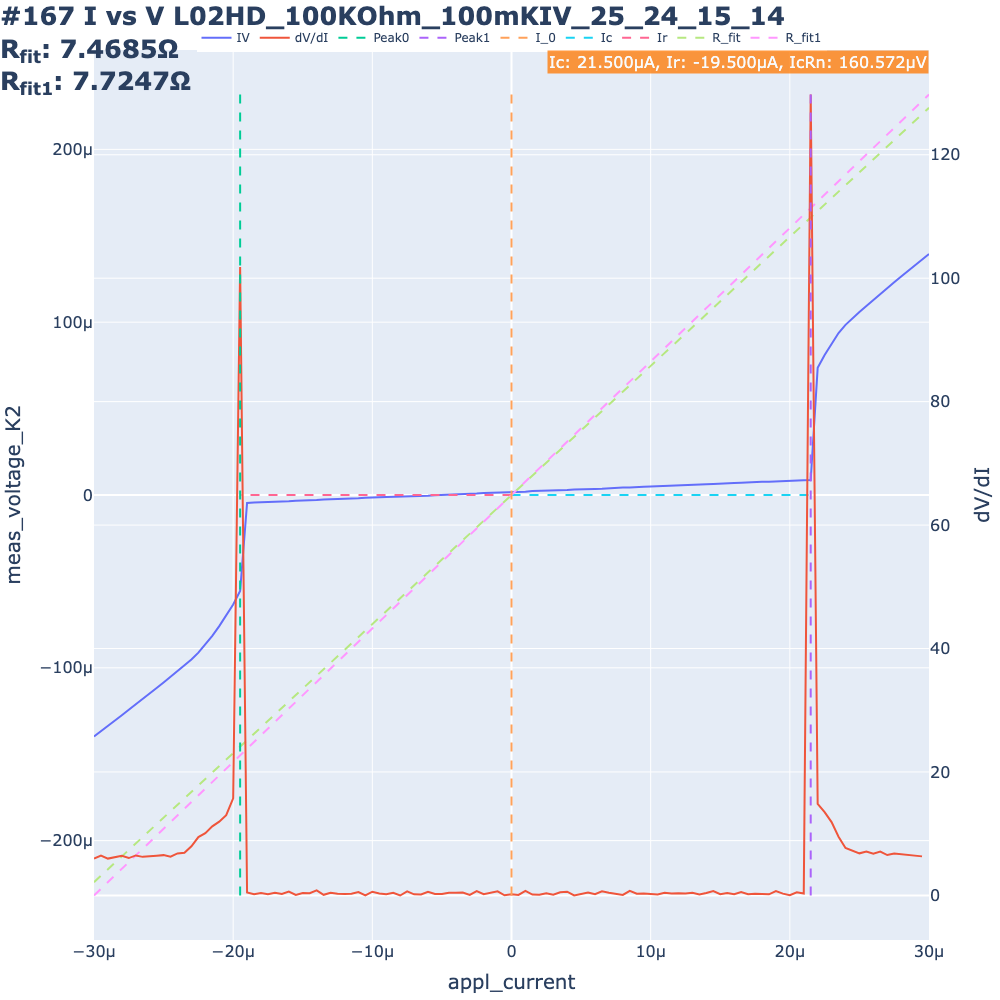 #167 I vs V L02HD_100KOhm_100mKIV_25_24_15_14
Rfit: 7.4685Ω
Rfit1: 7.7247Ω
IV dV/dI Peak0 Peak1 I_0 Ic Ir R_fit R_fit1
Ic: 21.500μA, Ir: -19.500μA, IcRn: 160.572μV
200μ
100μ
0
−100μ
−200μ
meas_voltage_K2
120
100
80
60
40
20
0
dV/dI
−30μ −20μ −10μ 0 10μ 20μ 30μ
appl_current